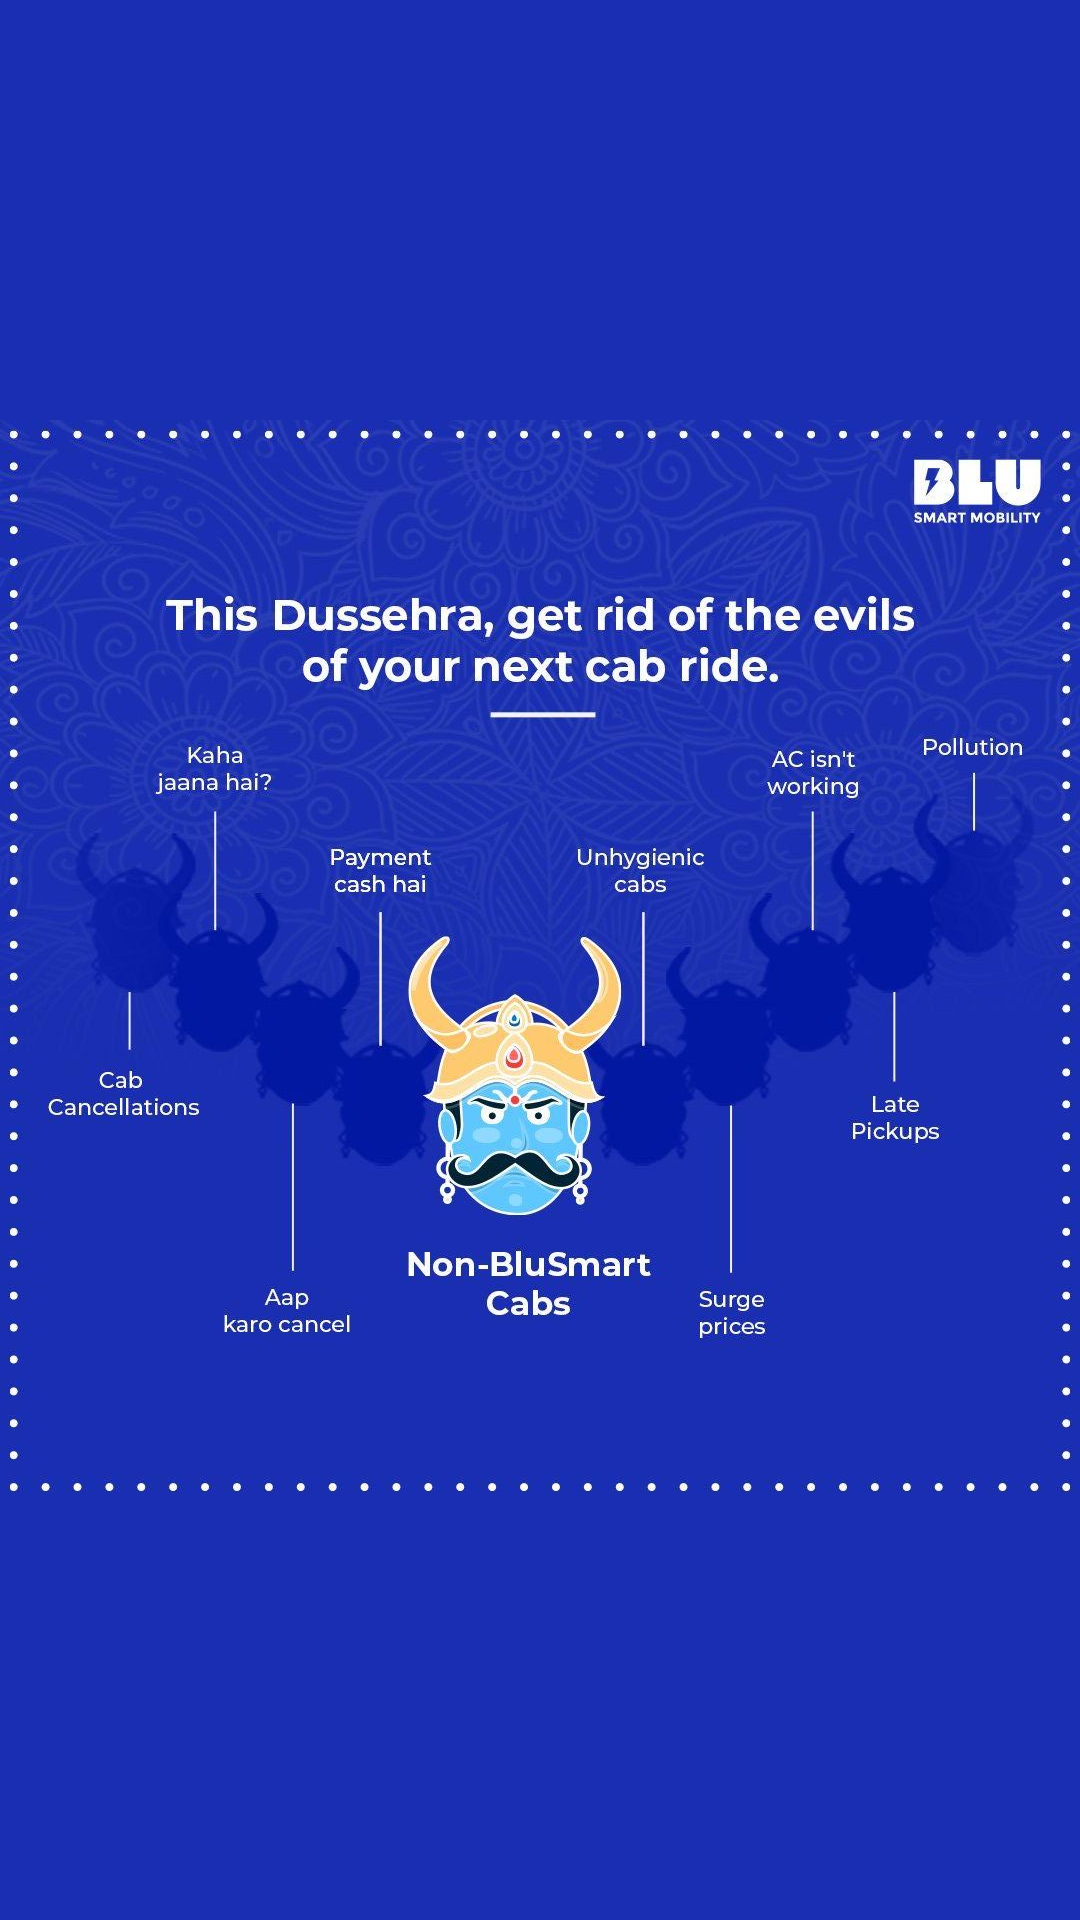 BLU
SMART MOBILITY
This Dussehra, get rid of the evils
of your next cab ride.
Kaha
jaana hai?
AC isn't
working
Pollution
Payment
cash hai
Unhygienic
cabs
Cab
Cancellations
Late
Pickups
Non-BluSmart
Cabs
Aap
karo cancel
Surge
prices